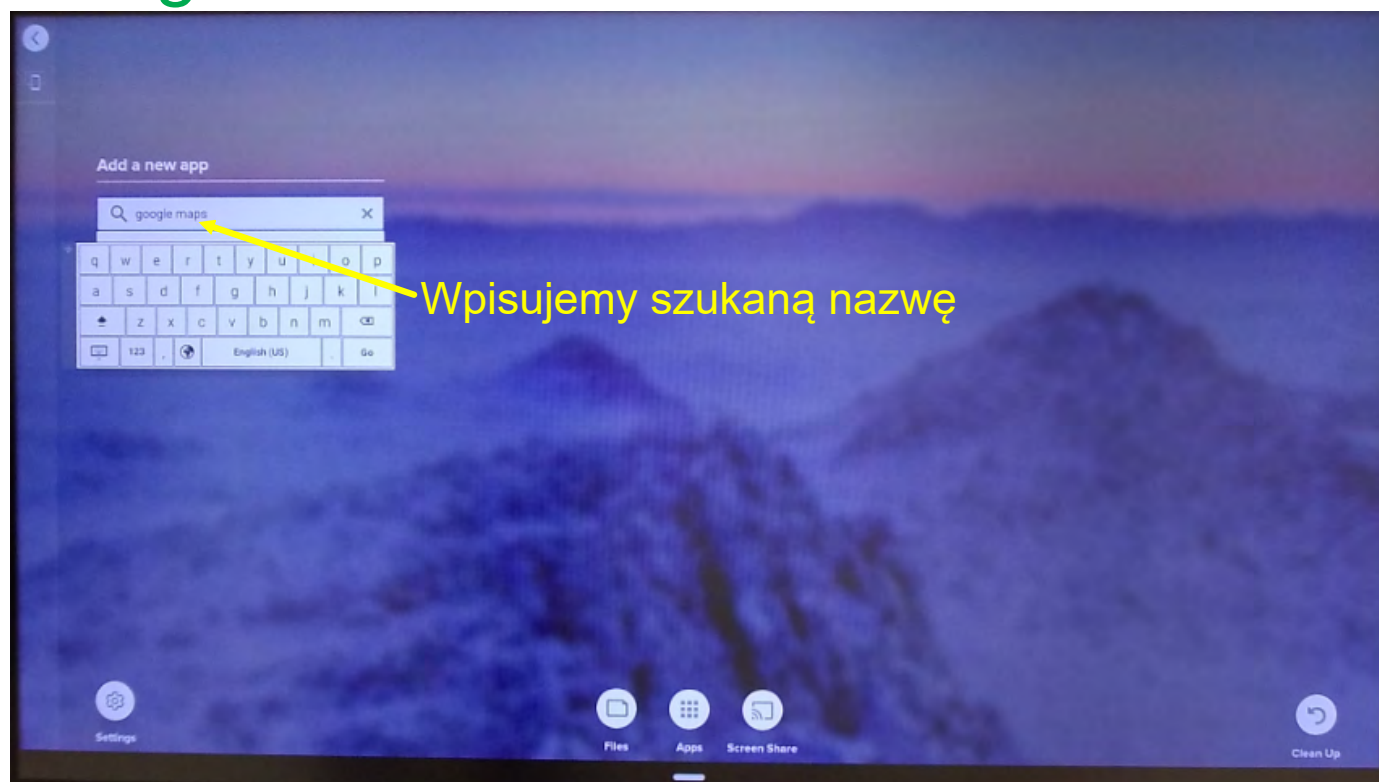 Add a new app
google maps
q w e r t y u o p
a s d f g h j k l
z x c v b n m
123 , English (US) . Go
Wpisujemy szukaną nazwę
Settings
Files
Apps
Screen Share
Clean Up